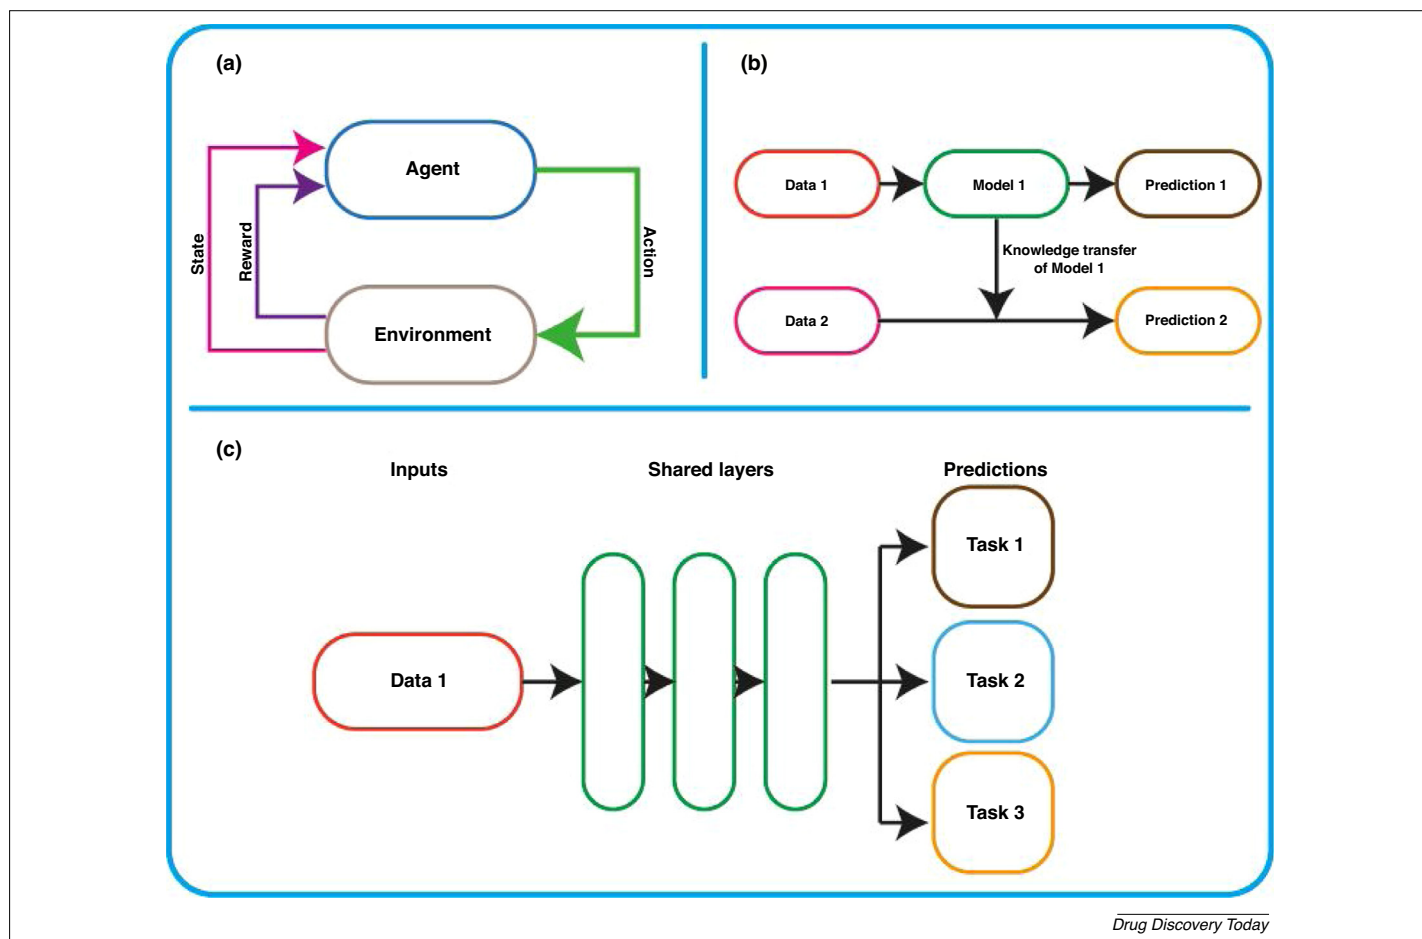 (a)
Agent
State
Reward
Action
Environment
(b)
Data 1
Model 1
Prediction 1
Knowledge transfer
of Model 1
Data 2
Prediction 2
(c)
Inputs
Shared layers
Predictions
Data 1
Task 1
Task 2
Task 3
Drug Discovery Today